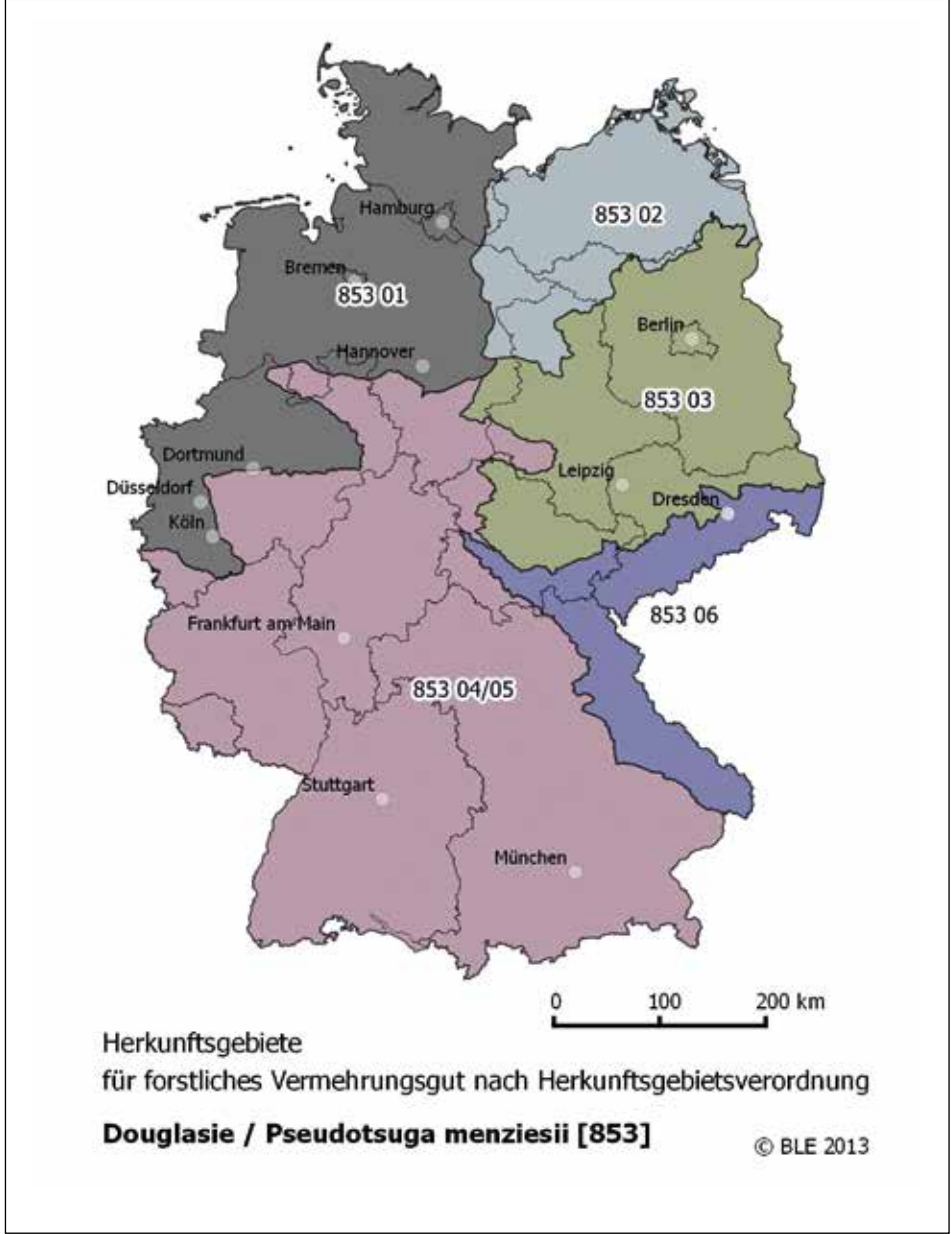 853 02
Hamburg
Bremen
853 01
Berlin
Hannover
853 03
Dortmund
Leipzig
Düsseldorf
Dresden
Köln
853 06
Frankfurt am Main
853 04/05
Stuttgart
München
0 100 200 km
Herkunftsgebiete
für forstliches Vermehrungsgut nach Herkunftsgebietsverordnung
Douglasie / Pseudotsuga menziesii [853]
© BLE 2013